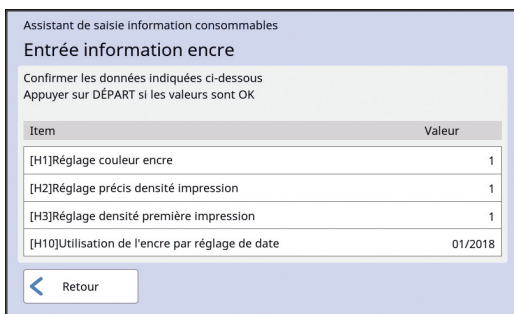 Assistant de saisie information consommables
Entrée information encre
Confirmer les données indiquées ci-dessous
Appuyer sur DÉPART si les valeurs sont OK
Item Valeur
[H1]Réglage couleur encre 1
[H2]Réglage précis densité impression 1
[H3]Réglage densité première impression 1
[H10]Utilisation de l'encre par réglage de date 01/2018
Retour